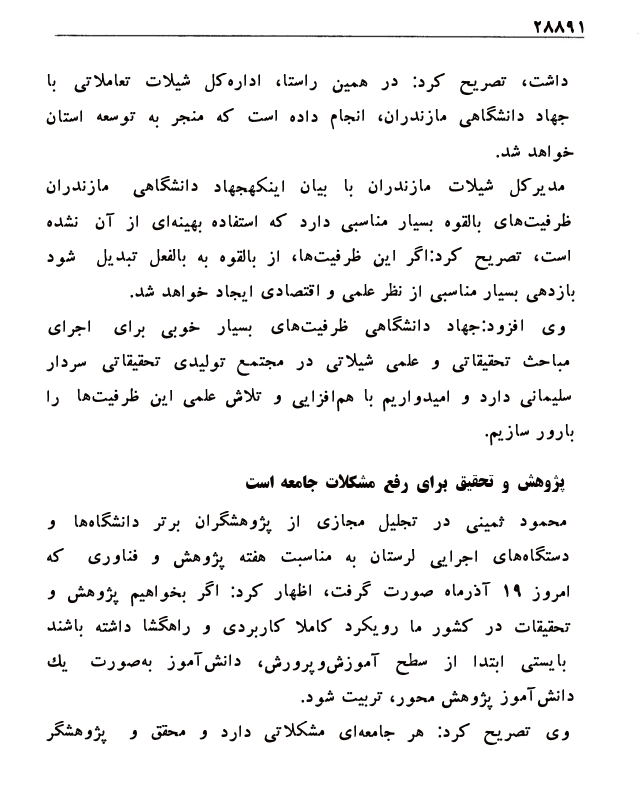 ۲۸۸۹۱
داشت، تصریح کرد: در همین راستا، اداره‌کل شیلات تعاملاتی با
جهاد دانشگاهی مازندران، انجام داده است که منجر به توسعه استان
خواهد شد.
مدیرکل شیلات مازندران با بیان اینکهجهاد دانشگاهی مازندران
ظرفیت‌های بالقوه بسیار مناسبی دارد که استفاده بهینه‌ای از آن نشده
است، تصریح کرد:اگر این ظرفیت‌ها، از بالقوه به بالفعل تبدیل شود
بازدهی بسیار مناسبی از نظر علمی و اقتصادی ایجاد خواهد شد.
وی افزود:جهاد دانشگاهی ظرفیت‌های بسیار خوبی برای اجرای
مباحث تحقیقاتی و علمی شیلاتی در مجتمع تولیدی تحقیقاتی سردار
سلیمانی دارد و امیدواریم با هم‌افزایی و تلاش علمی این ظرفیت‌ها را
بارور سازیم.
پژوهش و تحقیق برای رفع مشکلات جامعه است
محمود ثمینی در تجلیل مجازی از پژوهشگران برتر دانشگاه‌ها و
دستگاه‌های اجرایی لرستان به مناسبت هفته پژوهش و فناوری که
امروز ۱۹ آذرماه صورت گرفت، اظهار کرد: اگر بخواهیم پژوهش و
تحقیقات در کشور ما رویکرد کاملا کاربردی و راهگشا داشته باشند
بایستی ابتدا از سطح آموزش‌وپرورش، دانش‌آموز به‌صورت یك
دانش‌آموز پژوهش محور، تربیت شود.
وی تصریح کرد: هر جامعه‌ای مشکلاتی دارد و محقق و پژوهشگر